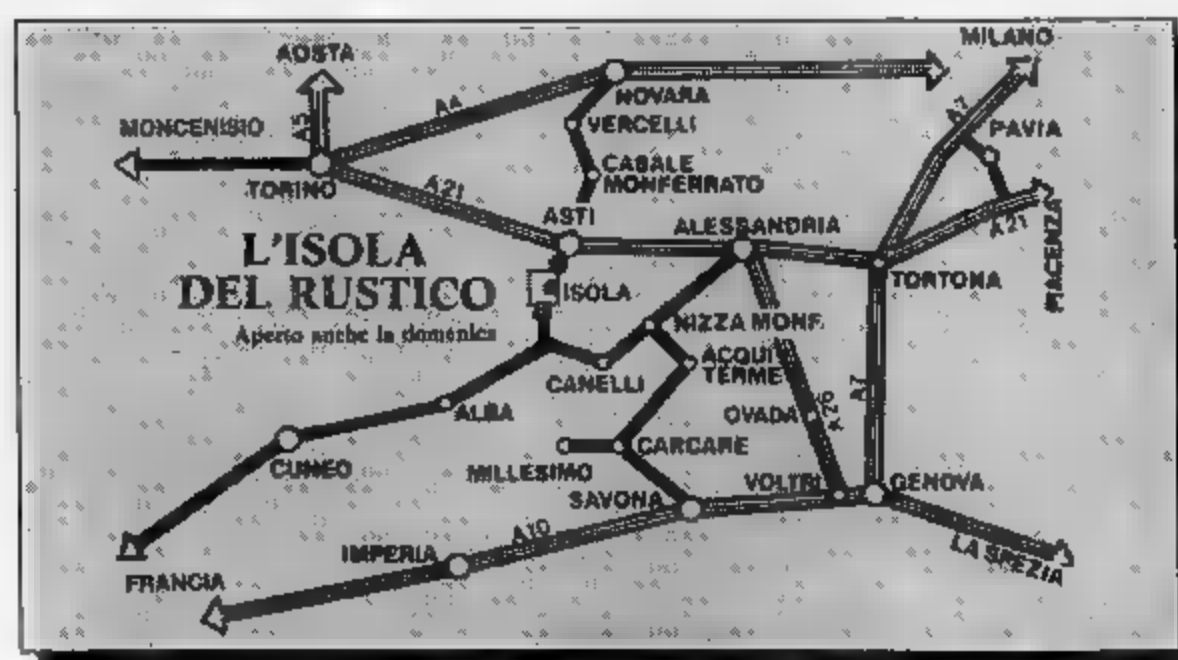 AOSTA
MILANO
A4
NOVARA
A7
MONCENISIO
A5
VERCELLI
PAVIA
TORINO
A21
CASALE
MONFERRATO
ASTI
ALESSANDRIA
A21
PIACENZA
L'ISOLA
DEL RUSTICO
Aperto anche la domenica
ISOLA
TORTONA
NIZZA MONF.
ACQUI
TERME
CANELLI
ALBA
OVADA
A26
A7
CUNEO
CARCARE
MILLESIMO
SAVONA
VOLTRI
GENOVA
A10
IMPERIA
LA SPEZIA
FRANCIA